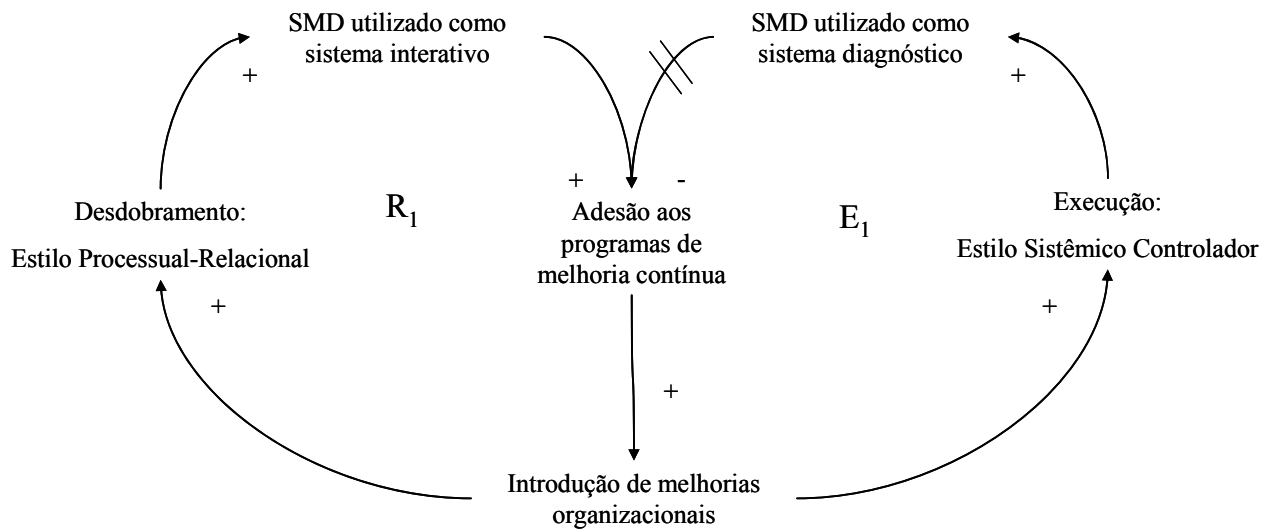 SMD utilizado como
sistema interativo
SMD utilizado como
sistema diagnóstico
+
+
+
-
R1
E1
Desdobramento:
Estilo Processual-Relacional
Adesão aos
programas de
melhoria contínua
Execução:
Estilo Sistêmico Controlador
+
+
+
Introdução de melhorias
organizacionais